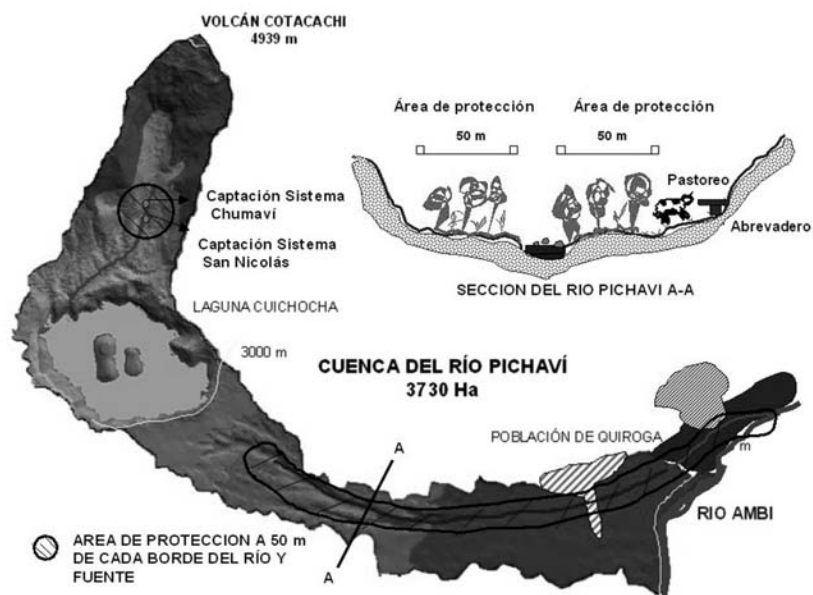 VOLCÁN COTACACHI
4939 m
Área de protección
Área de protección
50 m
50 m
Pastoreo
Abrevadero
Captación Sistema
Chumaví
Captación Sistema
San Nicolás
SECCION DEL RIO PICHAVI A-A
LAGUNA CUICHOCHA
3000 m
CUENCA DEL RÍO PICHAVÍ
3730 Ha
POBLACIÓN DE QUIROGA
A
m
RIO AMBI
AREA DE PROTECCION A 50 m
DE CADA BORDE DEL RÍO Y
FUENTE
A